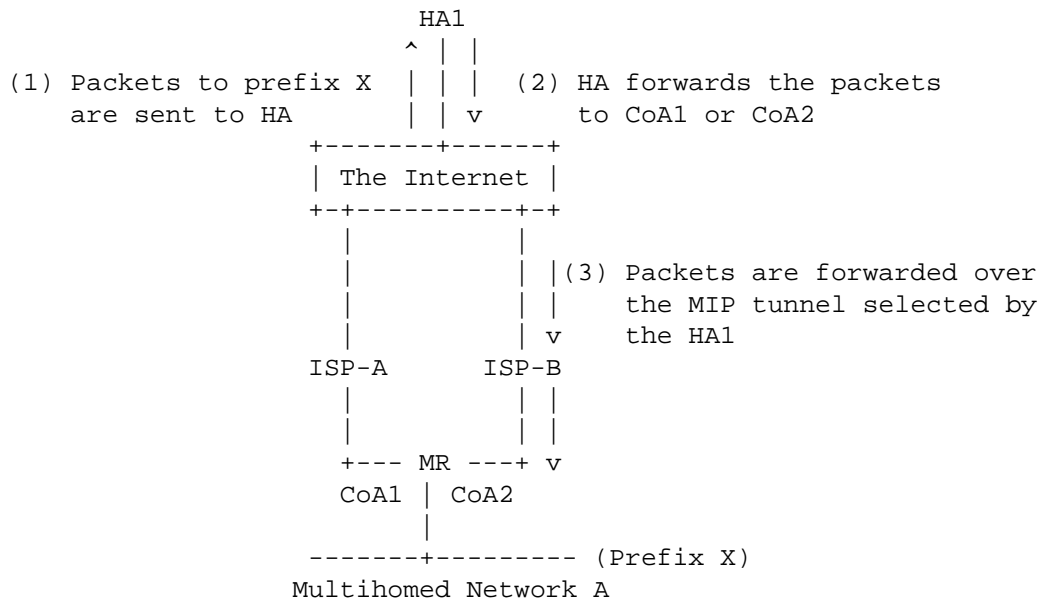 HA1
^ | |
(1) Packets to prefix X | | | (2) HA forwards the packets
are sent to HA | | v to CoA1 or CoA2
+-------+------+
| The Internet |
+-+----------+-+
| |
| | |(3) Packets are forwarded over
| | | the MIP tunnel selected by
| | v the HA1
ISP-A ISP-B
| | |
| | |
+--- MR ---+ v
CoA1 | CoA2
|
-------+--------- (Prefix X)
Multihomed Network A